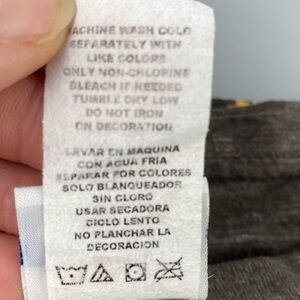 MACHINE WASH COLD
SEPARATELY WITH
LIKE COLORS
ONLY NON-CHLORINE
BLEACH IF NEEDED
TUMBLE DRY LOW
DO NOT IRON
ON DECORATION
LAVAR EN MAQUINA
CON AGUA FRIA
SEPARAR POR COLORES
SOLO BLANQUEADOR
SIN CLORO
USAR SECADORA
CICLO LENTO
NO PLANCHAR LA
DECORACION